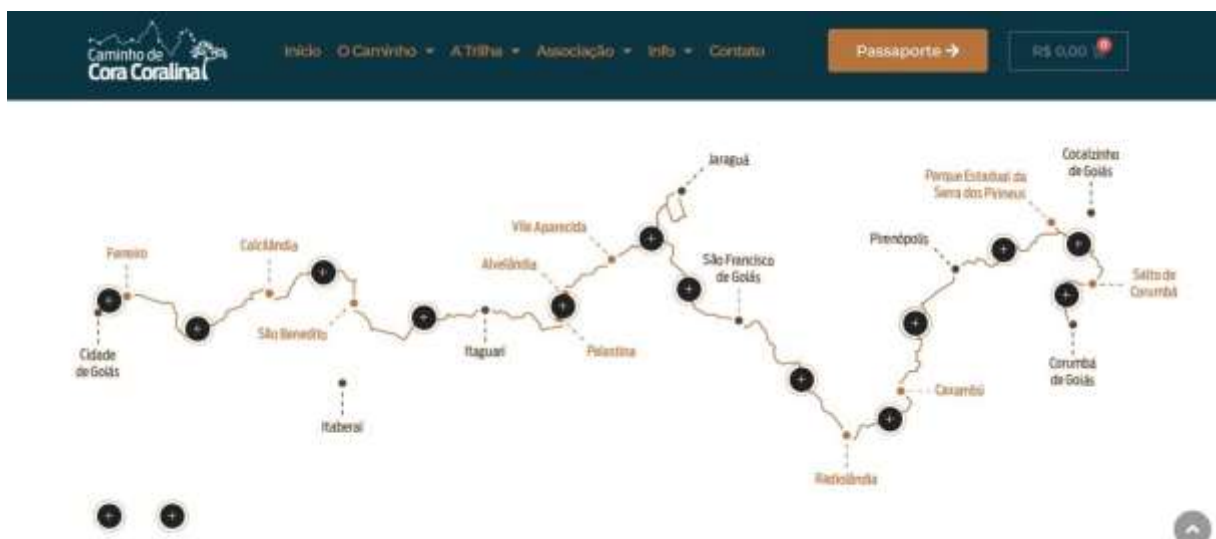 Caminho de
Cora Coralina
Início
O Caminho
A Trilha
Associação
Info
Contato
Passaporte →
R$ 0,00
0
Jaraguá
Cocalzinho
de Goiás
Parque Estadual da
Serra dos Pirineus
Vila Aparecida
Pirenópolis
Ferreiro
Calcilândia
Alvelândia
São Francisco
de Goiás
Salto de
Corumbá
São Benedito
Itaguari
Palestina
Cidade
de Goiás
Corumbá
de Goiás
Caxambú
Itaberaí
Radiolândia